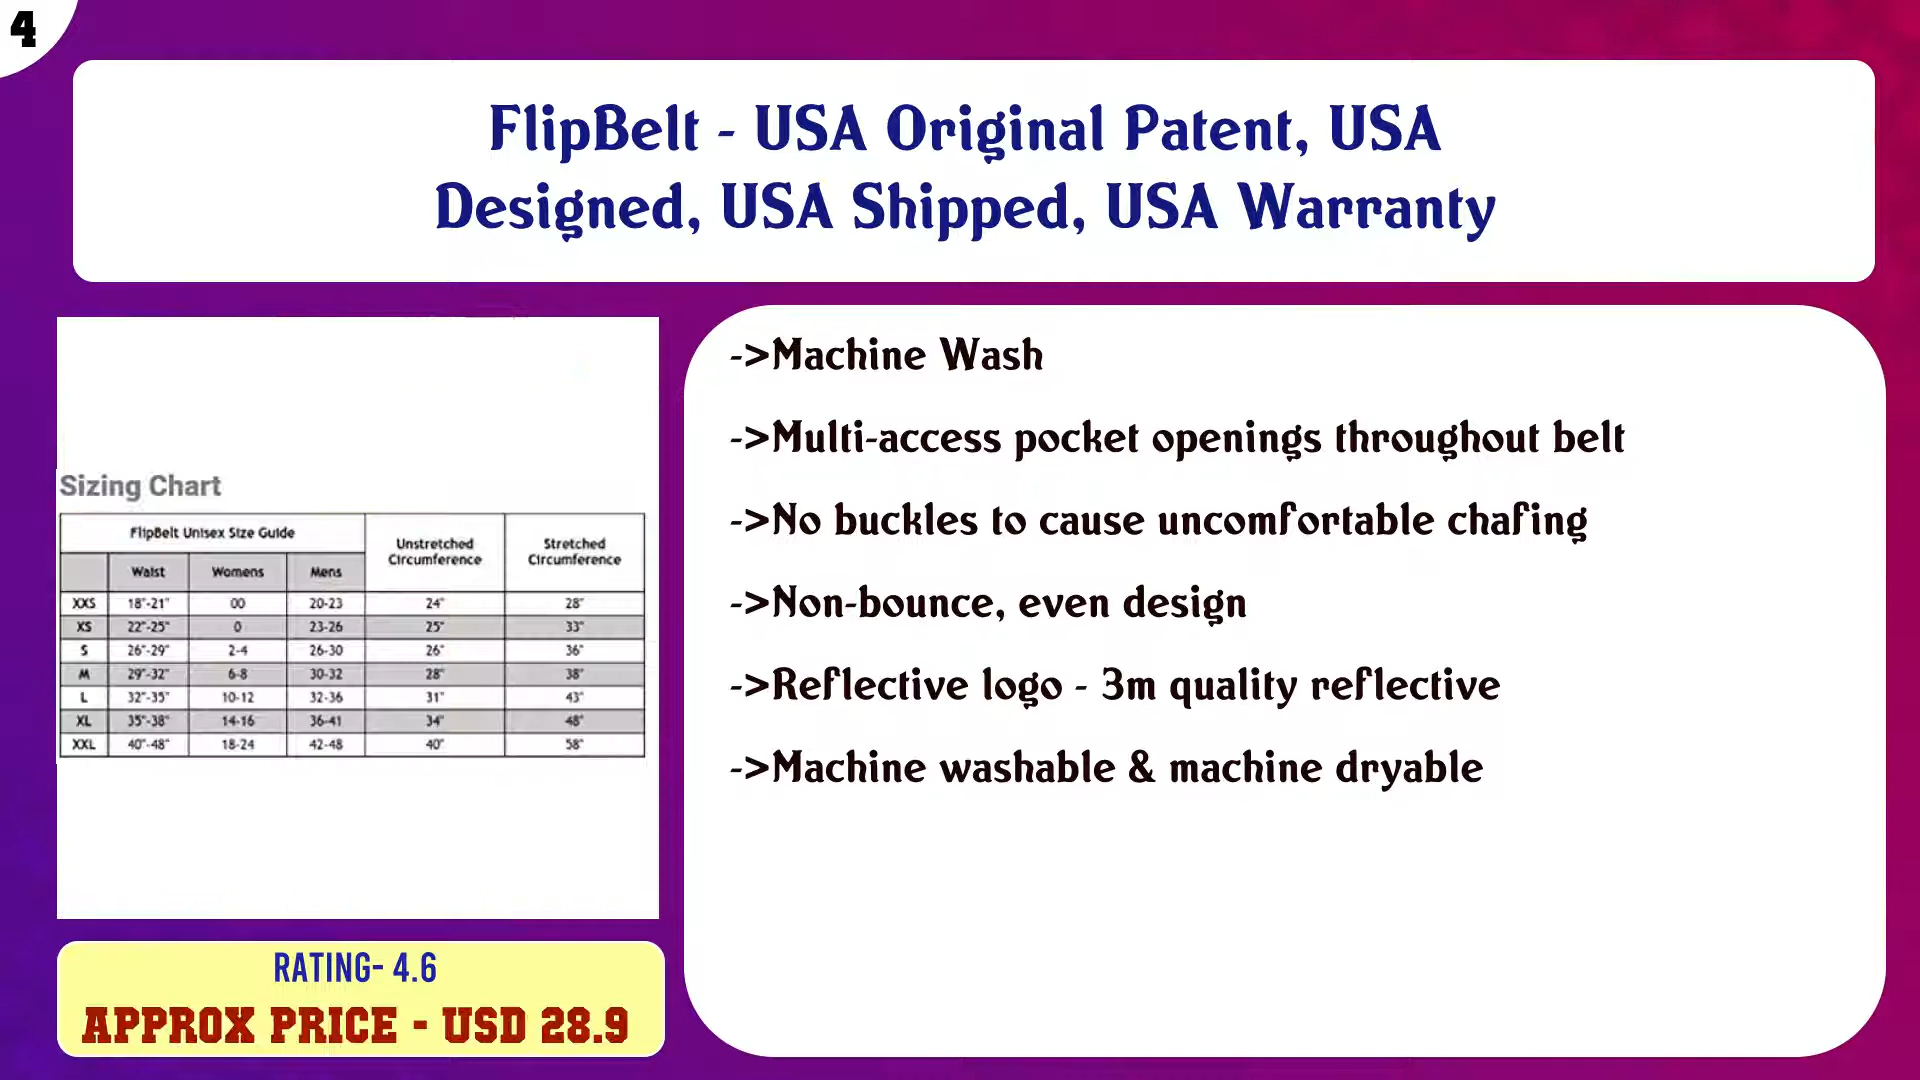 4
FlipBelt - USA Original Patent, USA
Designed, USA Shipped, USA Warranty
Sizing Chart
FlipBelt Unisex Size Guide Unstretched Circumference Stretched Circumference
Waist Womens Mens
XXS 18"-21" 00 20-23 24" 28"
XS 22"-25" 0 23-26 25" 33"
S 26"-29" 2-4 26-30 26" 36"
M 29"-32" 6-8 30-32 28" 38"
L 32"-35" 10-12 32-36 31" 43"
XL 35"-38" 14-16 36-41 34" 48"
XXL 40"-48" 18-24 42-48 40" 58"
RATING- 4.6
APPROX PRICE - USD 28.9
->Machine Wash
->Multi-access pocket openings throughout belt
->No buckles to cause uncomfortable chafing
->Non-bounce, even design
->Reflective logo - 3m quality reflective
->Machine washable & machine dryable